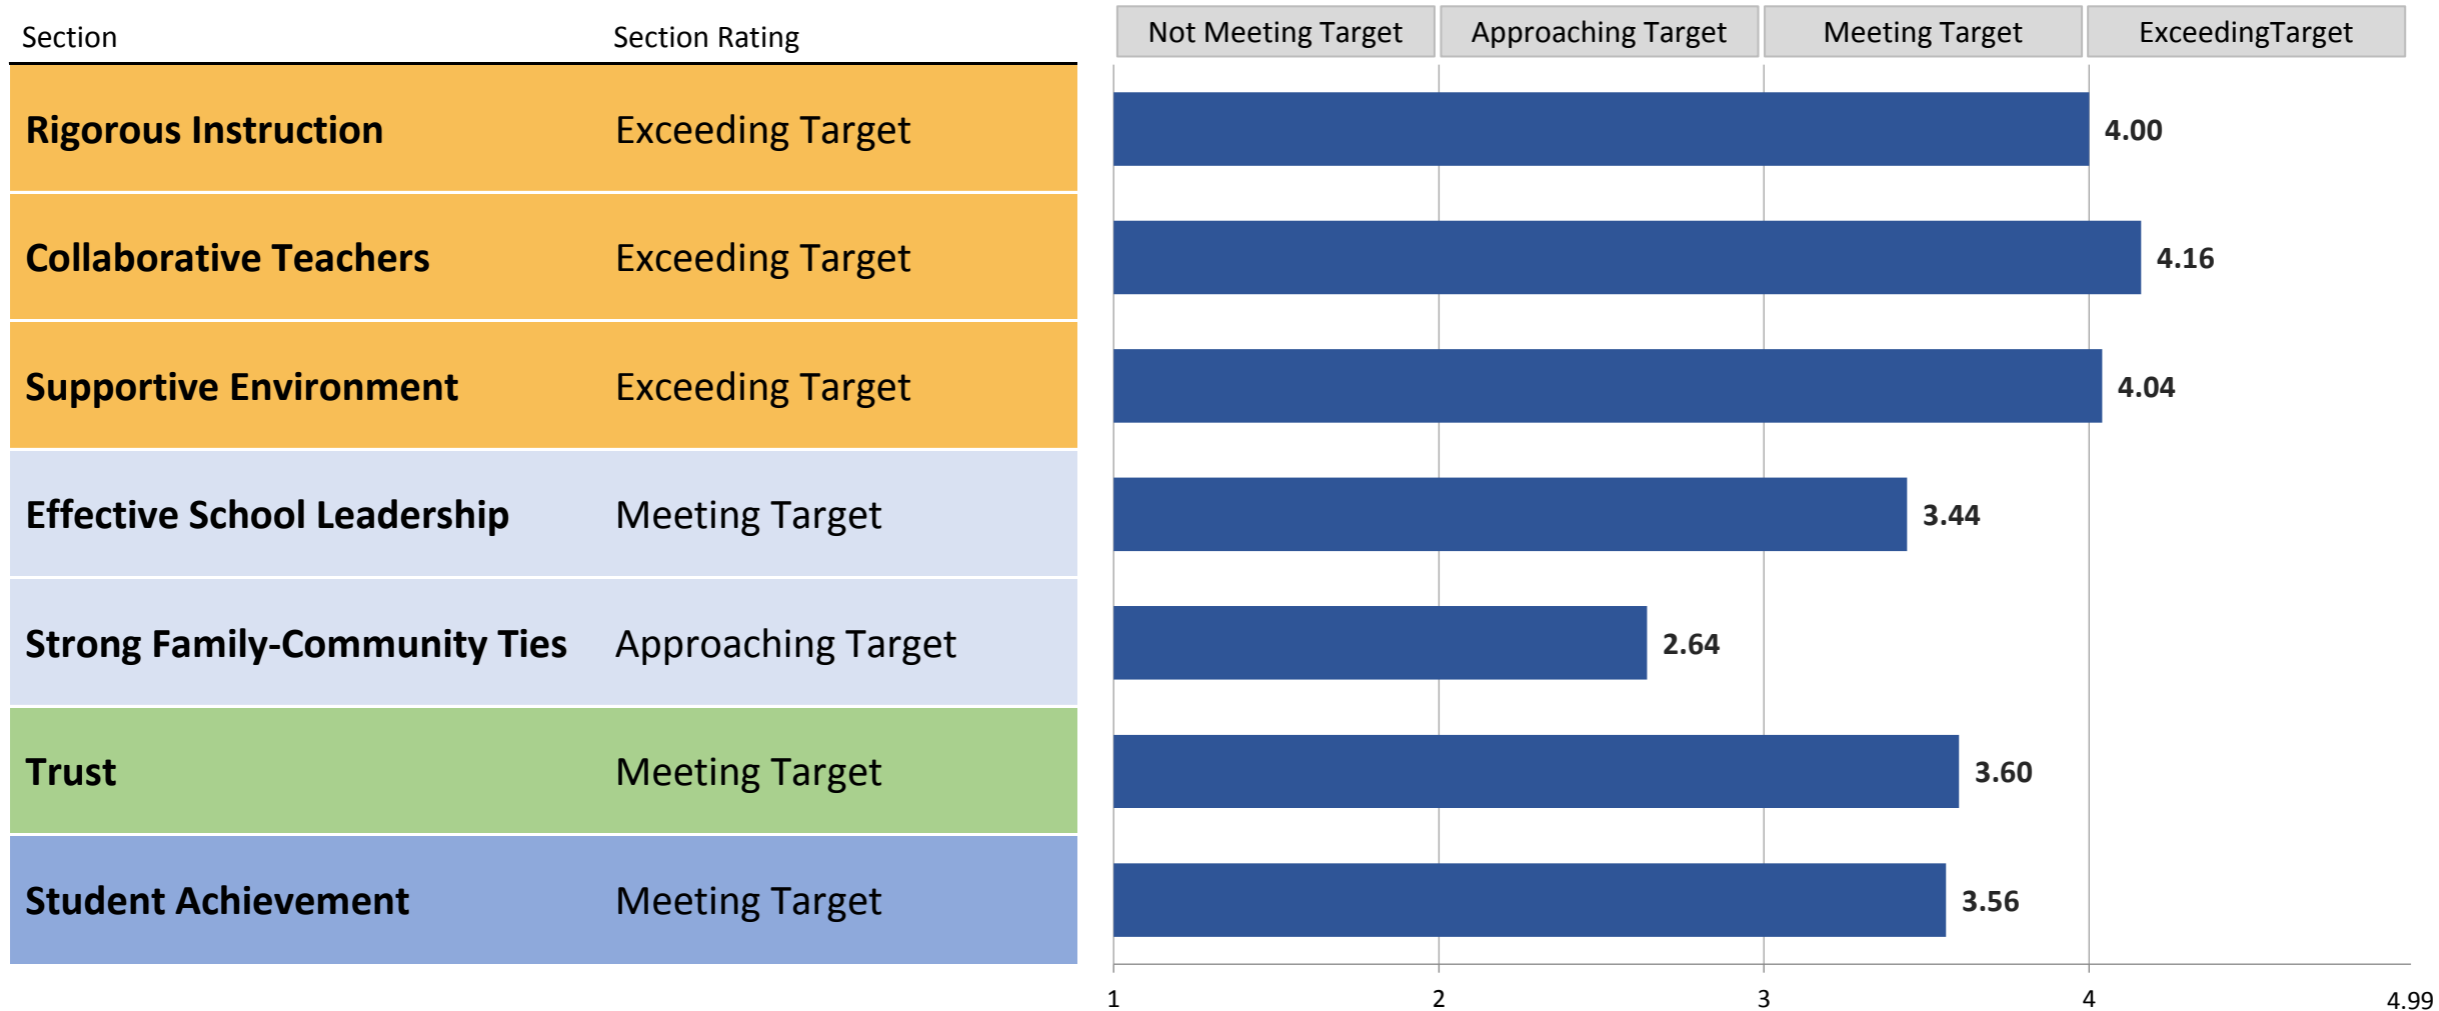 Section Section Rating Not Meeting Target Approaching Target Meeting Target ExceedingTarget
Rigorous Instruction Exceeding Target 4.00
Collaborative Teachers Exceeding Target 4.16
Supportive Environment Exceeding Target 4.04
Effective School Leadership Meeting Target 3.44
Strong Family-Community Ties Approaching Target 2.64
Trust Meeting Target 3.60
Student Achievement Meeting Target 3.56
1 2 3 4 4.99